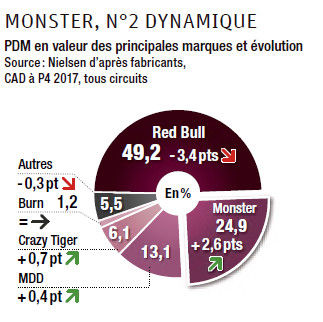 MONSTER, N°2 DYNAMIQUE
PDM en valeur des principales marques et évolution
Source : Nielsen d'après fabricants,
CAD à P4 2017, tous circuits
Red Bull
49,2 - 3,4 pts
Autres
- 0,3 pt
5,5
Burn 1,2
=
Crazy Tiger
+ 0,7 pt
6,1
MDD
+ 0,4 pt
13,1
En %
Monster
24,9
+ 2,6 pts